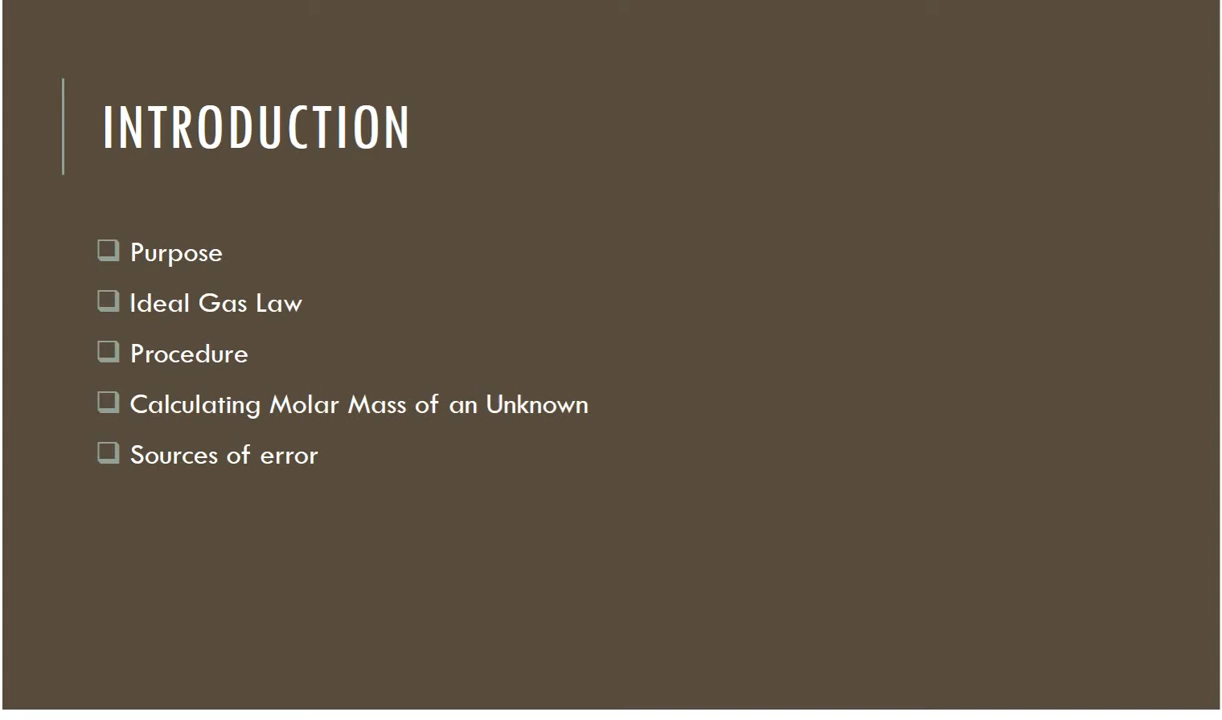 INTRODUCTION
Purpose
Ideal Gas Law
Procedure
Calculating Molar Mass of an Unknown
Sources of error